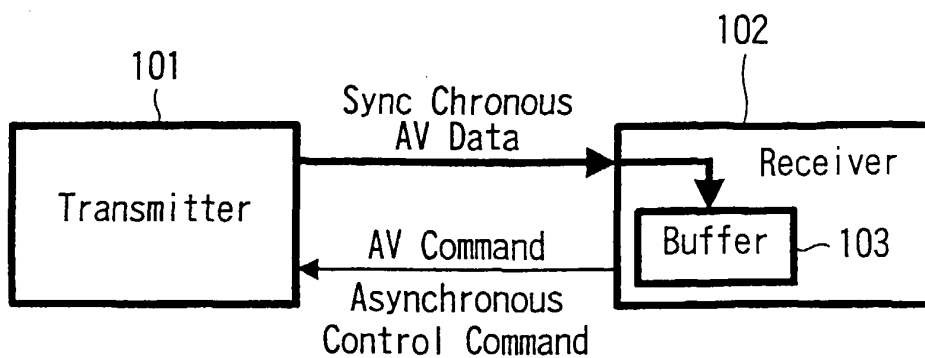 101
102
Sync Chronous
AV Data
Receiver
Transmitter
Buffer
103
AV Command
Asynchronous
Control Command